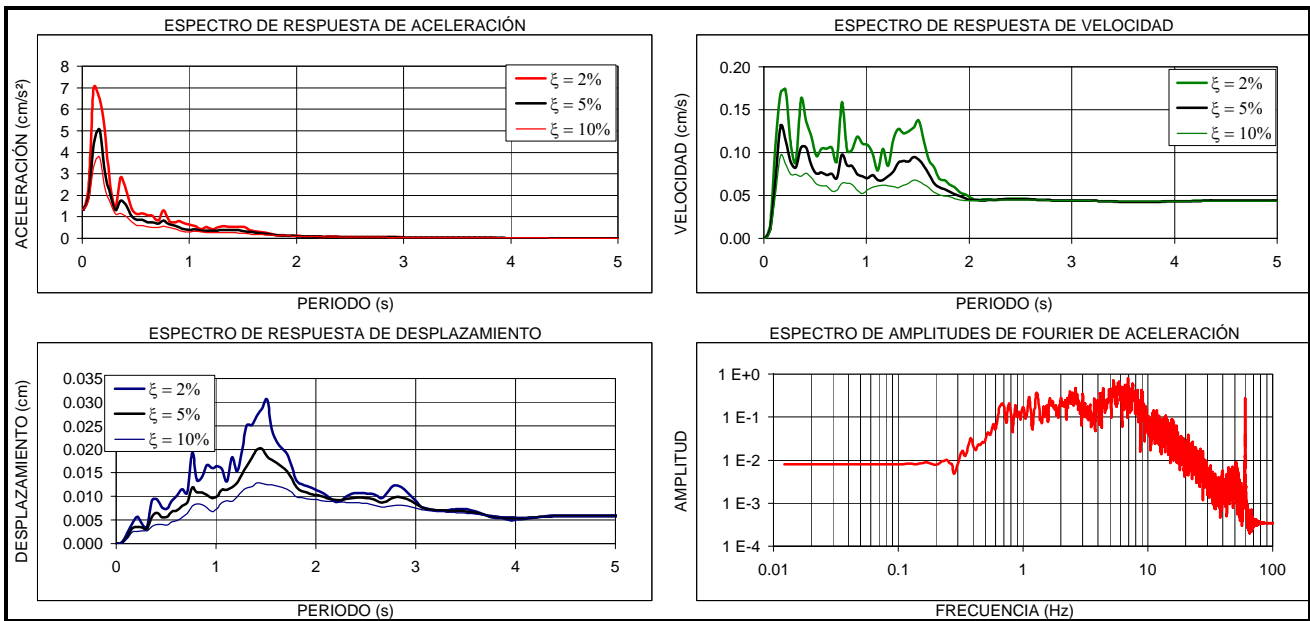 ESPECTRO DE RESPUESTA DE ACELERACIÓN
ACELERACIÓN (cm/s²)
8
7
6
5
4
3
2
1
0
ξ = 2%
ξ = 5%
ξ = 10%
0 1 2 3 4 5
PERIODO (s)
ESPECTRO DE RESPUESTA DE VELOCIDAD
VELOCIDAD (cm/s)
0.20
0.15
0.10
0.05
0.00
ξ = 2%
ξ = 5%
ξ = 10%
0 1 2 3 4 5
PERIODO (s)
ESPECTRO DE RESPUESTA DE DESPLAZAMIENTO
DESPLAZAMIENTO (cm)
0.035
0.030
0.025
0.020
0.015
0.010
0.005
0.000
ξ = 2%
ξ = 5%
ξ = 10%
0 1 2 3 4 5
PERIODO (s)
ESPECTRO DE AMPLITUDES DE FOURIER DE ACELERACIÓN
AMPLITUD
1 E+0
1 E-1
1 E-2
1 E-3
1 E-4
0.01 0.1 1 10 100
FRECUENCIA (Hz)